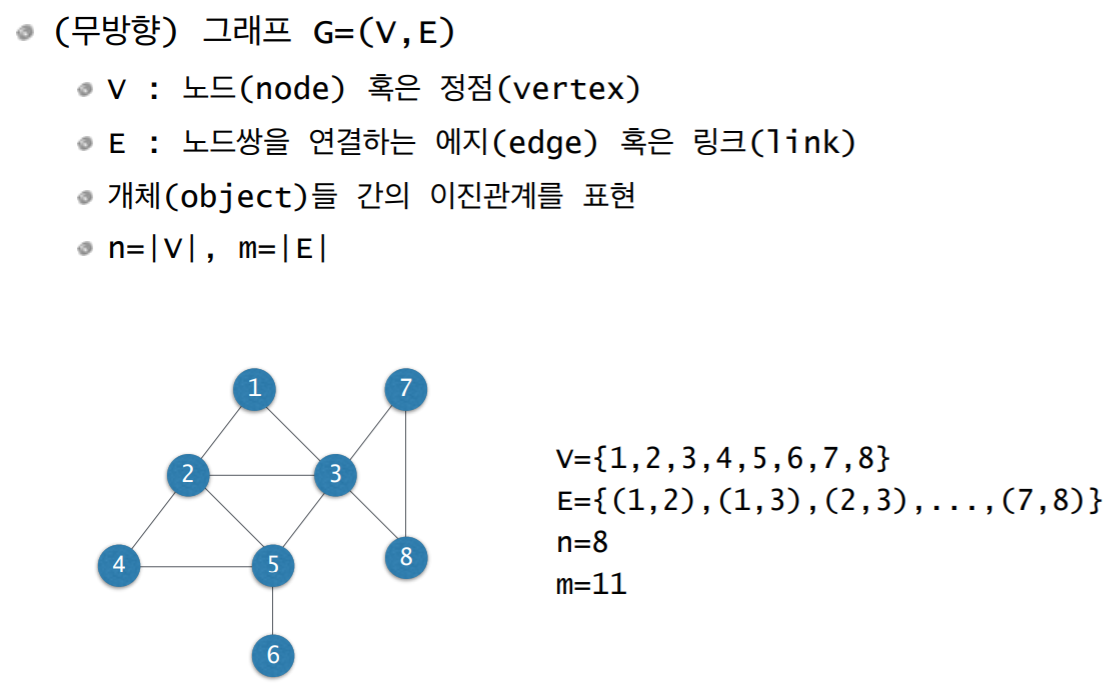 (무방향) 그래프 G=(V,E)
V : 노드(node) 혹은 정점(vertex)
E : 노드쌍을 연결하는 에지(edge) 혹은 링크(link)
개체(object)들 간의 이진관계를 표현
n=|V|, m=|E|
1
7
2
3
4
5
8
6
V={1,2,3,4,5,6,7,8}
E={(1,2),(1,3),(2,3),...,(7,8)}
n=8
m=11